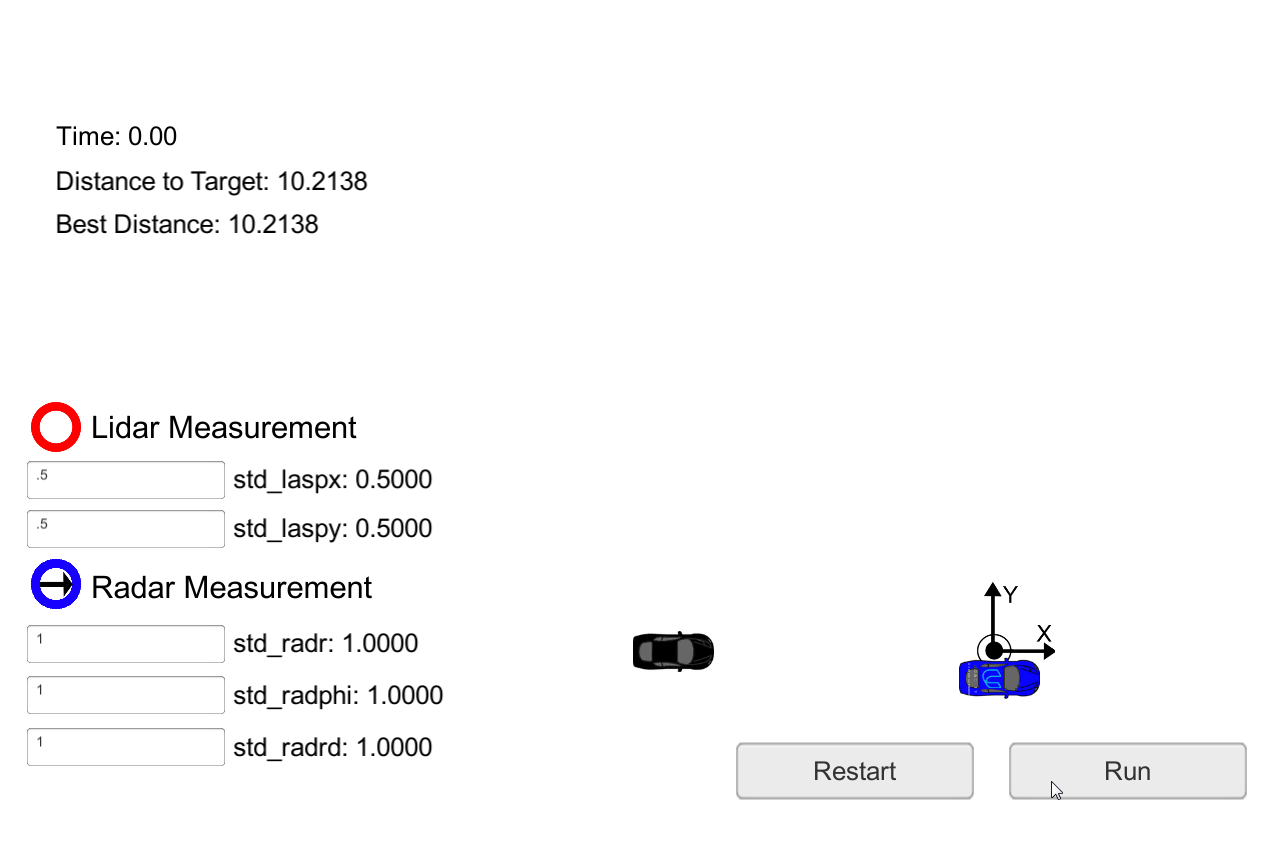 Time: 0.00
Distance to Target: 10.2138
Best Distance: 10.2138
Lidar Measurement
.5 std_laspx: 0.5000
.5 std_laspy: 0.5000
Radar Measurement
1 std_radr: 1.0000
1 std_radphi: 1.0000
1 std_radrd: 1.0000
Y
X
Restart Run